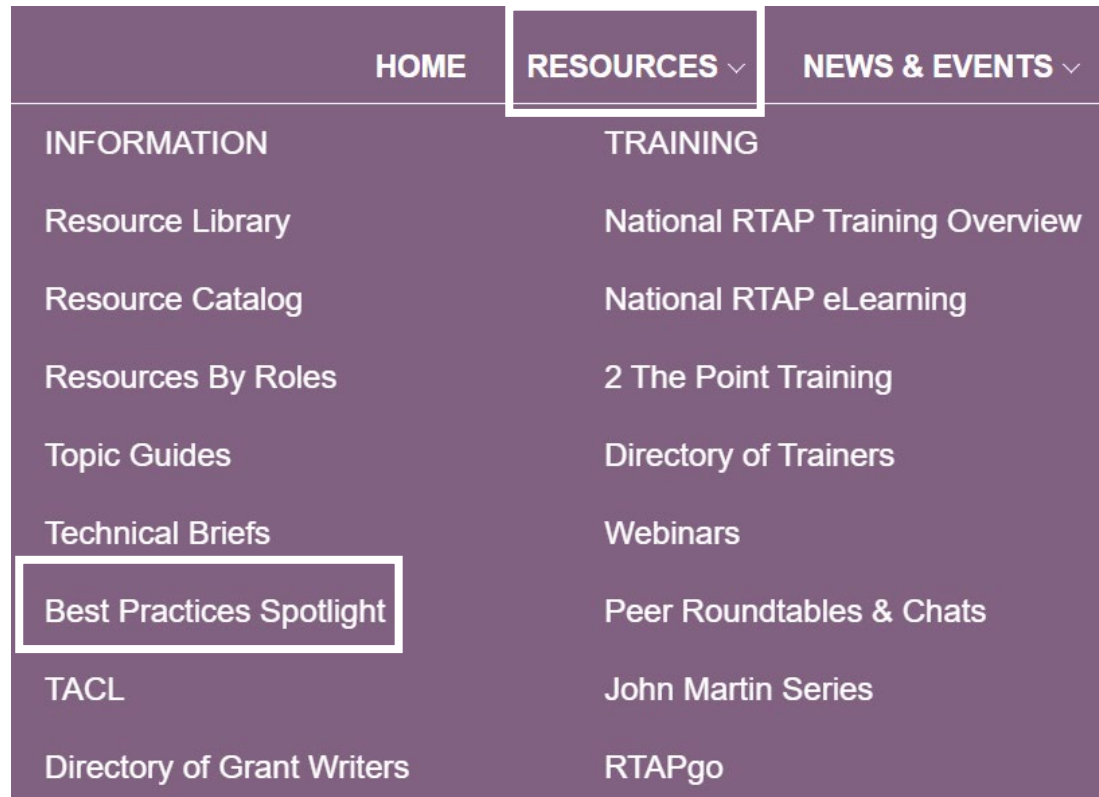 HOME RESOURCES NEWS & EVENTS
INFORMATION
Resource Library
Resource Catalog
Resources By Roles
Topic Guides
Technical Briefs
Best Practices Spotlight
TACL
Directory of Grant Writers
TRAINING
National RTAP Training Overview
National RTAP eLearning
2 The Point Training
Directory of Trainers
Webinars
Peer Roundtables & Chats
John Martin Series
RTAPgo